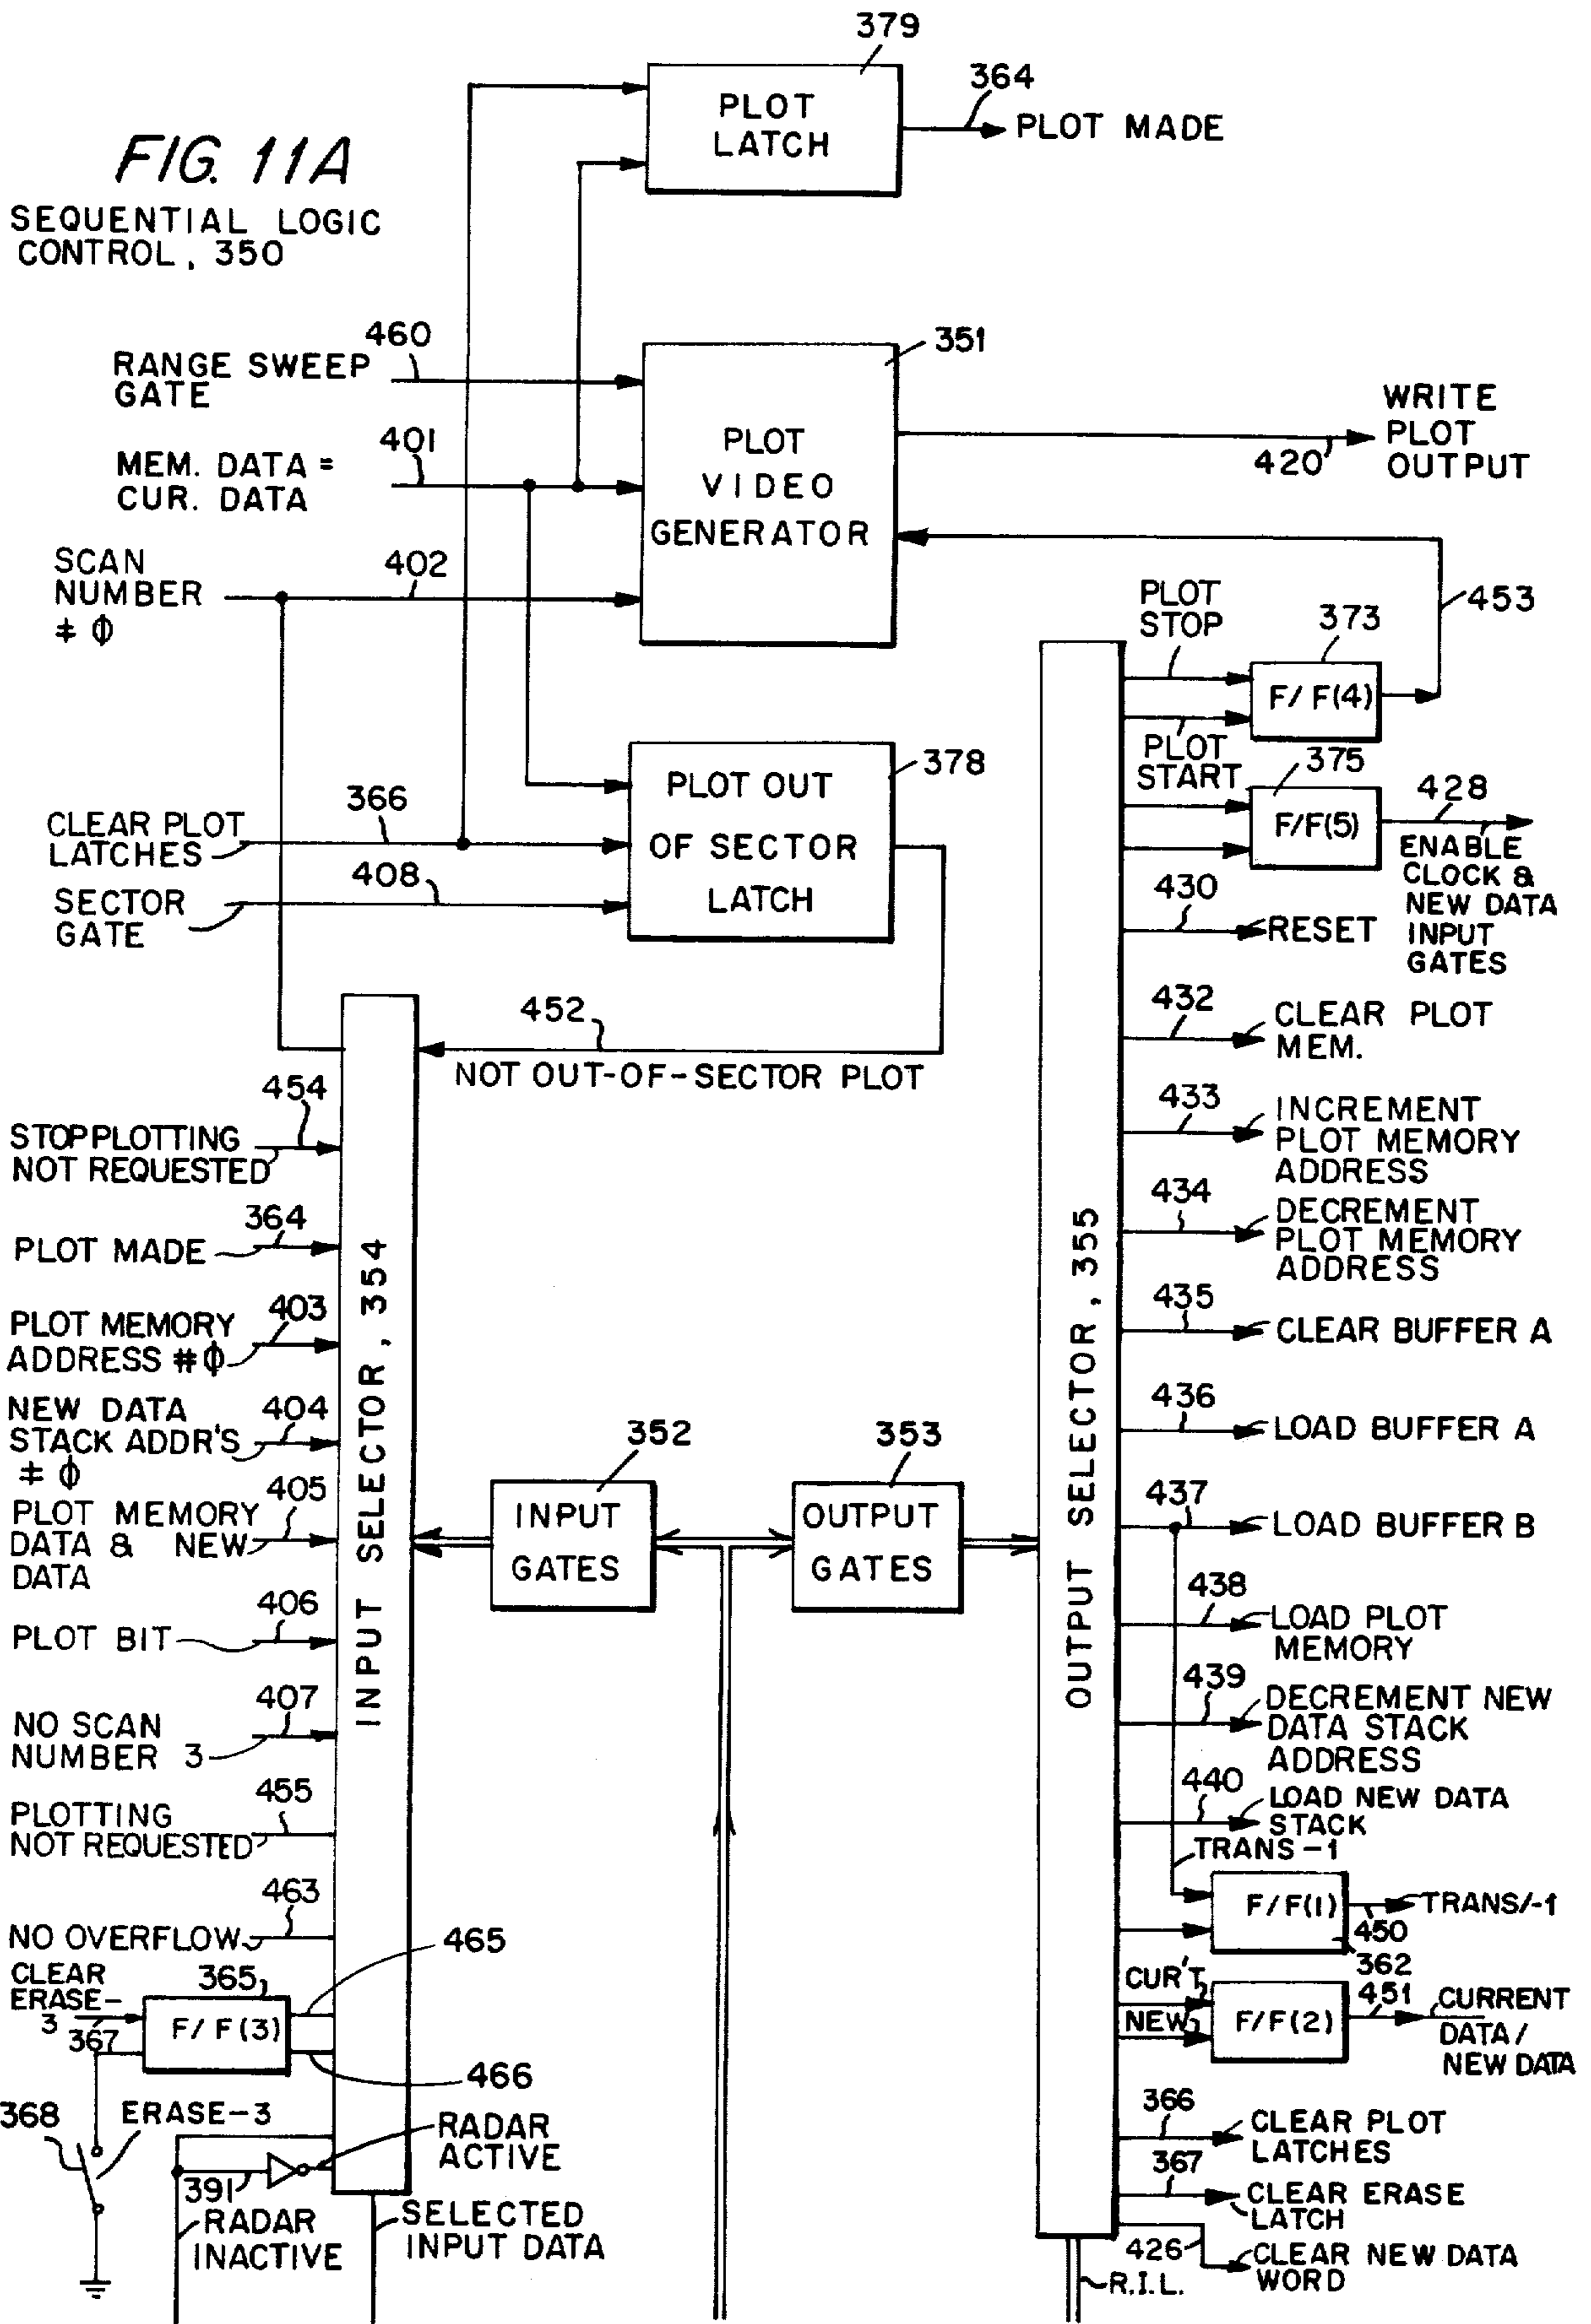 FIG. 11A
SEQUENTIAL LOGIC
CONTROL, 350
379
PLOT
LATCH
364
PLOT MADE
460
RANGE SWEEP
GATE
401
MEM. DATA =
CUR. DATA
SCAN
NUMBER
≠ ϕ
402
351
PLOT
VIDEO
GENERATOR
WRITE
PLOT
OUTPUT
420
453
PLOT
STOP
373
F/F(4)
PLOT
START
375
F/F(5)
428
ENABLE
CLOCK &
NEW DATA
INPUT
GATES
378
PLOT OUT
OF SECTOR
LATCH
366
CLEAR PLOT
LATCHES
408
SECTOR
GATE
452
NOT OUT-OF-SECTOR PLOT
430
RESET
432
CLEAR PLOT
MEM.
433
INCREMENT
PLOT MEMORY
ADDRESS
434
DECREMENT
PLOT MEMORY
ADDRESS
435
CLEAR BUFFER A
436
LOAD BUFFER A
437
LOAD BUFFER B
438
LOAD PLOT
MEMORY
439
DECREMENT NEW
DATA STACK
ADDRESS
440
LOAD NEW DATA
STACK
TRANS-1
F/F(1)
TRANS/-1
450
362
CUR'T
NEW
F/F(2)
451
CURRENT
DATA/
NEW DATA
366
CLEAR PLOT
LATCHES
367
CLEAR ERASE
LATCH
426
CLEAR NEW DATA
WORD
R.I.L.
OUTPUT SELECTOR, 355
353
OUTPUT
GATES
352
INPUT
GATES
INPUT SELECTOR, 354
454
STOP PLOTTING
NOT REQUESTED
364
PLOT MADE
403
PLOT MEMORY
ADDRESS ≠ ϕ
NEW DATA
STACK ADDR'S
≠ ϕ
404
405
PLOT MEMORY
DATA & NEW
DATA
406
PLOT BIT
407
NO SCAN
NUMBER 3
455
PLOTTING
NOT REQUESTED
463
NO OVERFLOW
CLEAR
ERASE-
3
367
365
F/F(3)
465
466
368
ERASE-3
391
RADAR
ACTIVE
RADAR
INACTIVE
SELECTED
INPUT DATA